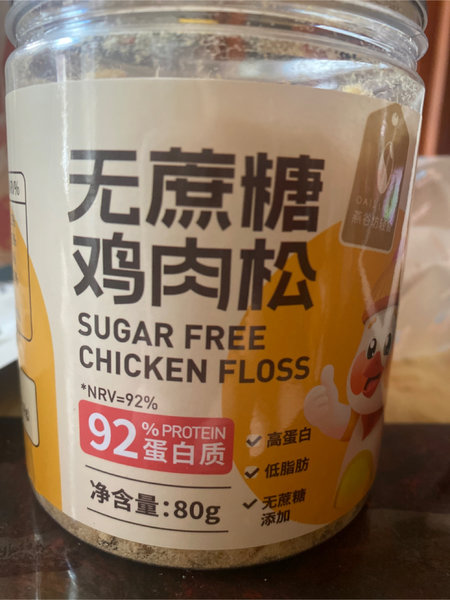 无蔗糖
鸡肉松
SUGAR FREE
CHICKEN FLOSS
*NRV=92%
92% PROTEIN
蛋白质
净含量:80g
高蛋白
低脂肪
无蔗糖
添加